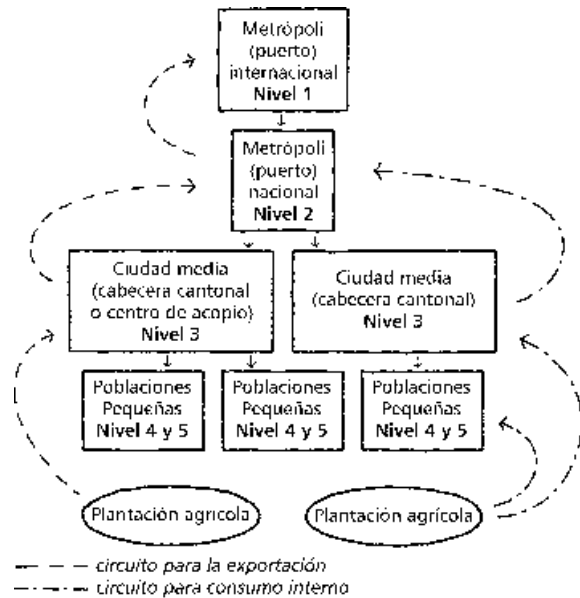 Metrópoli
(puerto)
internacional
Nivel 1
Metrópoli
(puerto)
nacional
Nivel 2
Ciudad media
(cabecera cantonal
o centro de acopio)
Nivel 3
Ciudad media
(cabecera cantonal)
Nivel 3
Poblaciones
Pequeñas
Nivel 4 y 5
Poblaciones
Pequeñas
Nivel 4 y 5
Poblaciones
Pequeñas
Nivel 4 y 5
Plantación agricola
Plantación agrícola
circuito para la exportación
circuito para consumo interno